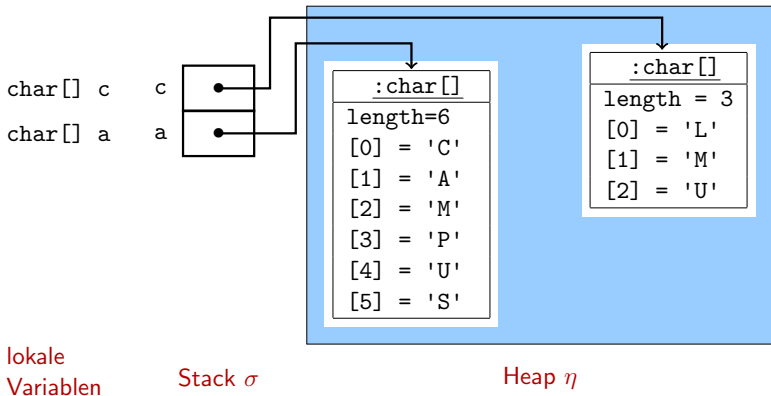 char[] c
c
char[] a
a
:char[]
length=6
[0] = 'C'
[1] = 'A'
[2] = 'M'
[3] = 'P'
[4] = 'U'
[5] = 'S'
:char[]
length = 3
[0] = 'L'
[1] = 'M'
[2] = 'U'
lokale
Variablen
Stack σ
Heap η